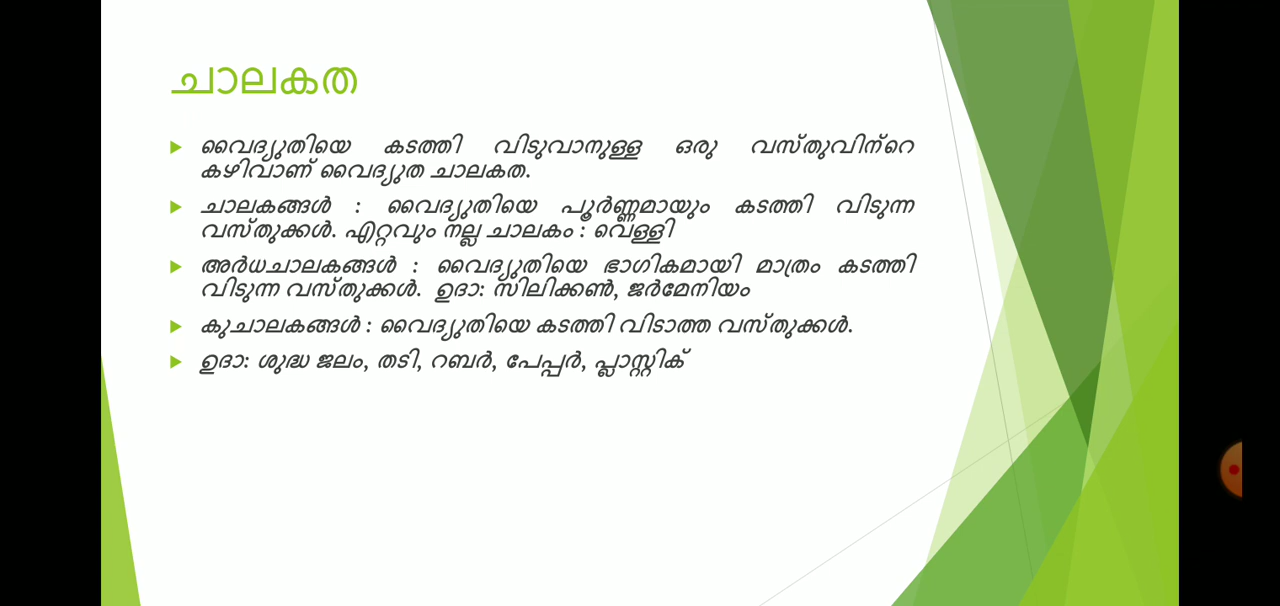 ചാലകത
വൈദ്യുതിയെ കടത്തി വിടുവാനുള്ള ഒരു വസ്തുവിന്റെ
കഴിവാണ് വൈദ്യുത ചാലകത.
ചാലകങ്ങൾ : വൈദ്യുതിയെ പൂർണ്ണമായും കടത്തി വിടുന്ന
വസ്തുക്കൾ. എറ്റവും നല്ല ചാലകം : വെള്ളി
അർധചാലകങ്ങൾ : വൈദ്യുതിയെ ഭാഗികമായി മാത്രം കടത്തി
വിടുന്ന വസ്തുക്കൾ. ഉദാ: സിലിക്കൺ, ജർമേനിയം
കുചാലകങ്ങൾ : വൈദ്യുതിയെ കടത്തി വിടാത്ത വസ്തുക്കൾ.
ഉദാ: ശുദ്ധ ജലം, തടി, റബർ, പേപ്പർ, പ്ലാസ്റ്റിക്